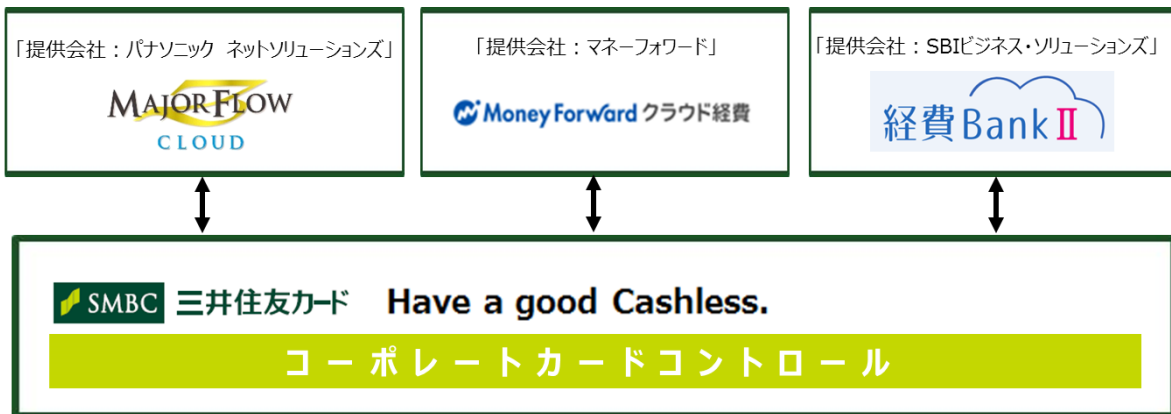 「提供会社：パナソニック ネットソリューションズ」
MAJOR FLOW
CLOUD
「提供会社：マネーフォワード」
Money Forward クラウド経費
「提供会社：SBIビジネス・ソリューションズ」
経費BankⅡ
SMBC 三井住友カード Have a good Cashless.
コーポレートカードコントロール